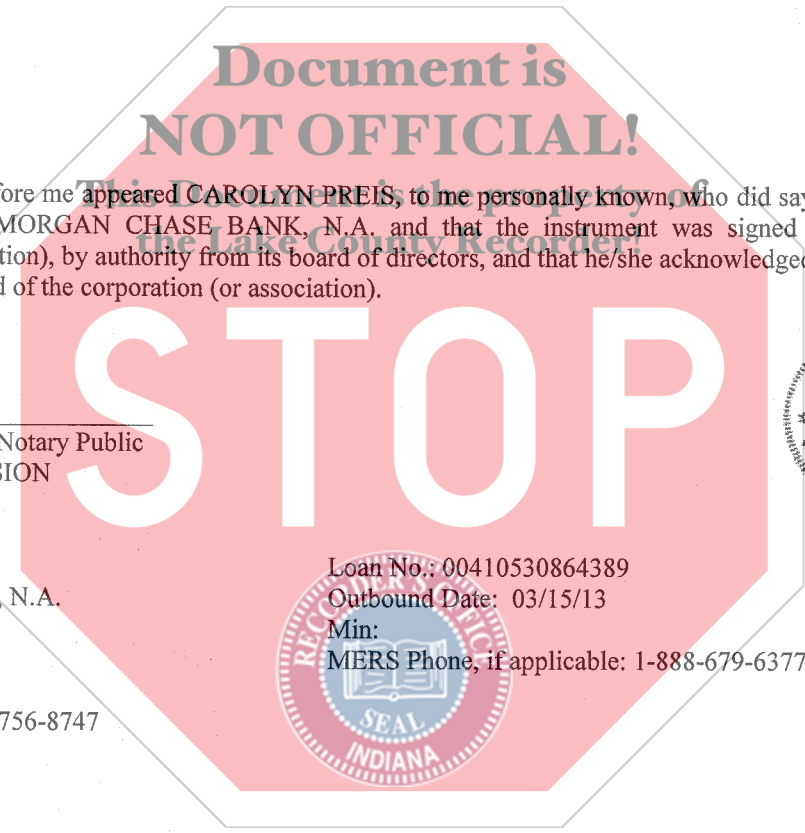 Document is
NOT OFFICIAL!
This Document is the property of
the Lake County Recorder!
fore me appeared CAROLYN PREIS, to me personally known, who did say
MORGAN CHASE BANK, N.A. and that the instrument was signed
tion), by authority from its board of directors, and that he/she acknowledged
d of the corporation (or association).
STOP
Notary Public
SION
Loan No.: 00410530864389
, N.A.
Outbound Date: 03/15/13
Min:
MERS Phone, if applicable: 1-888-679-6377
756-8747
RECORDER'S OFFICE
SEAL
INDIANA